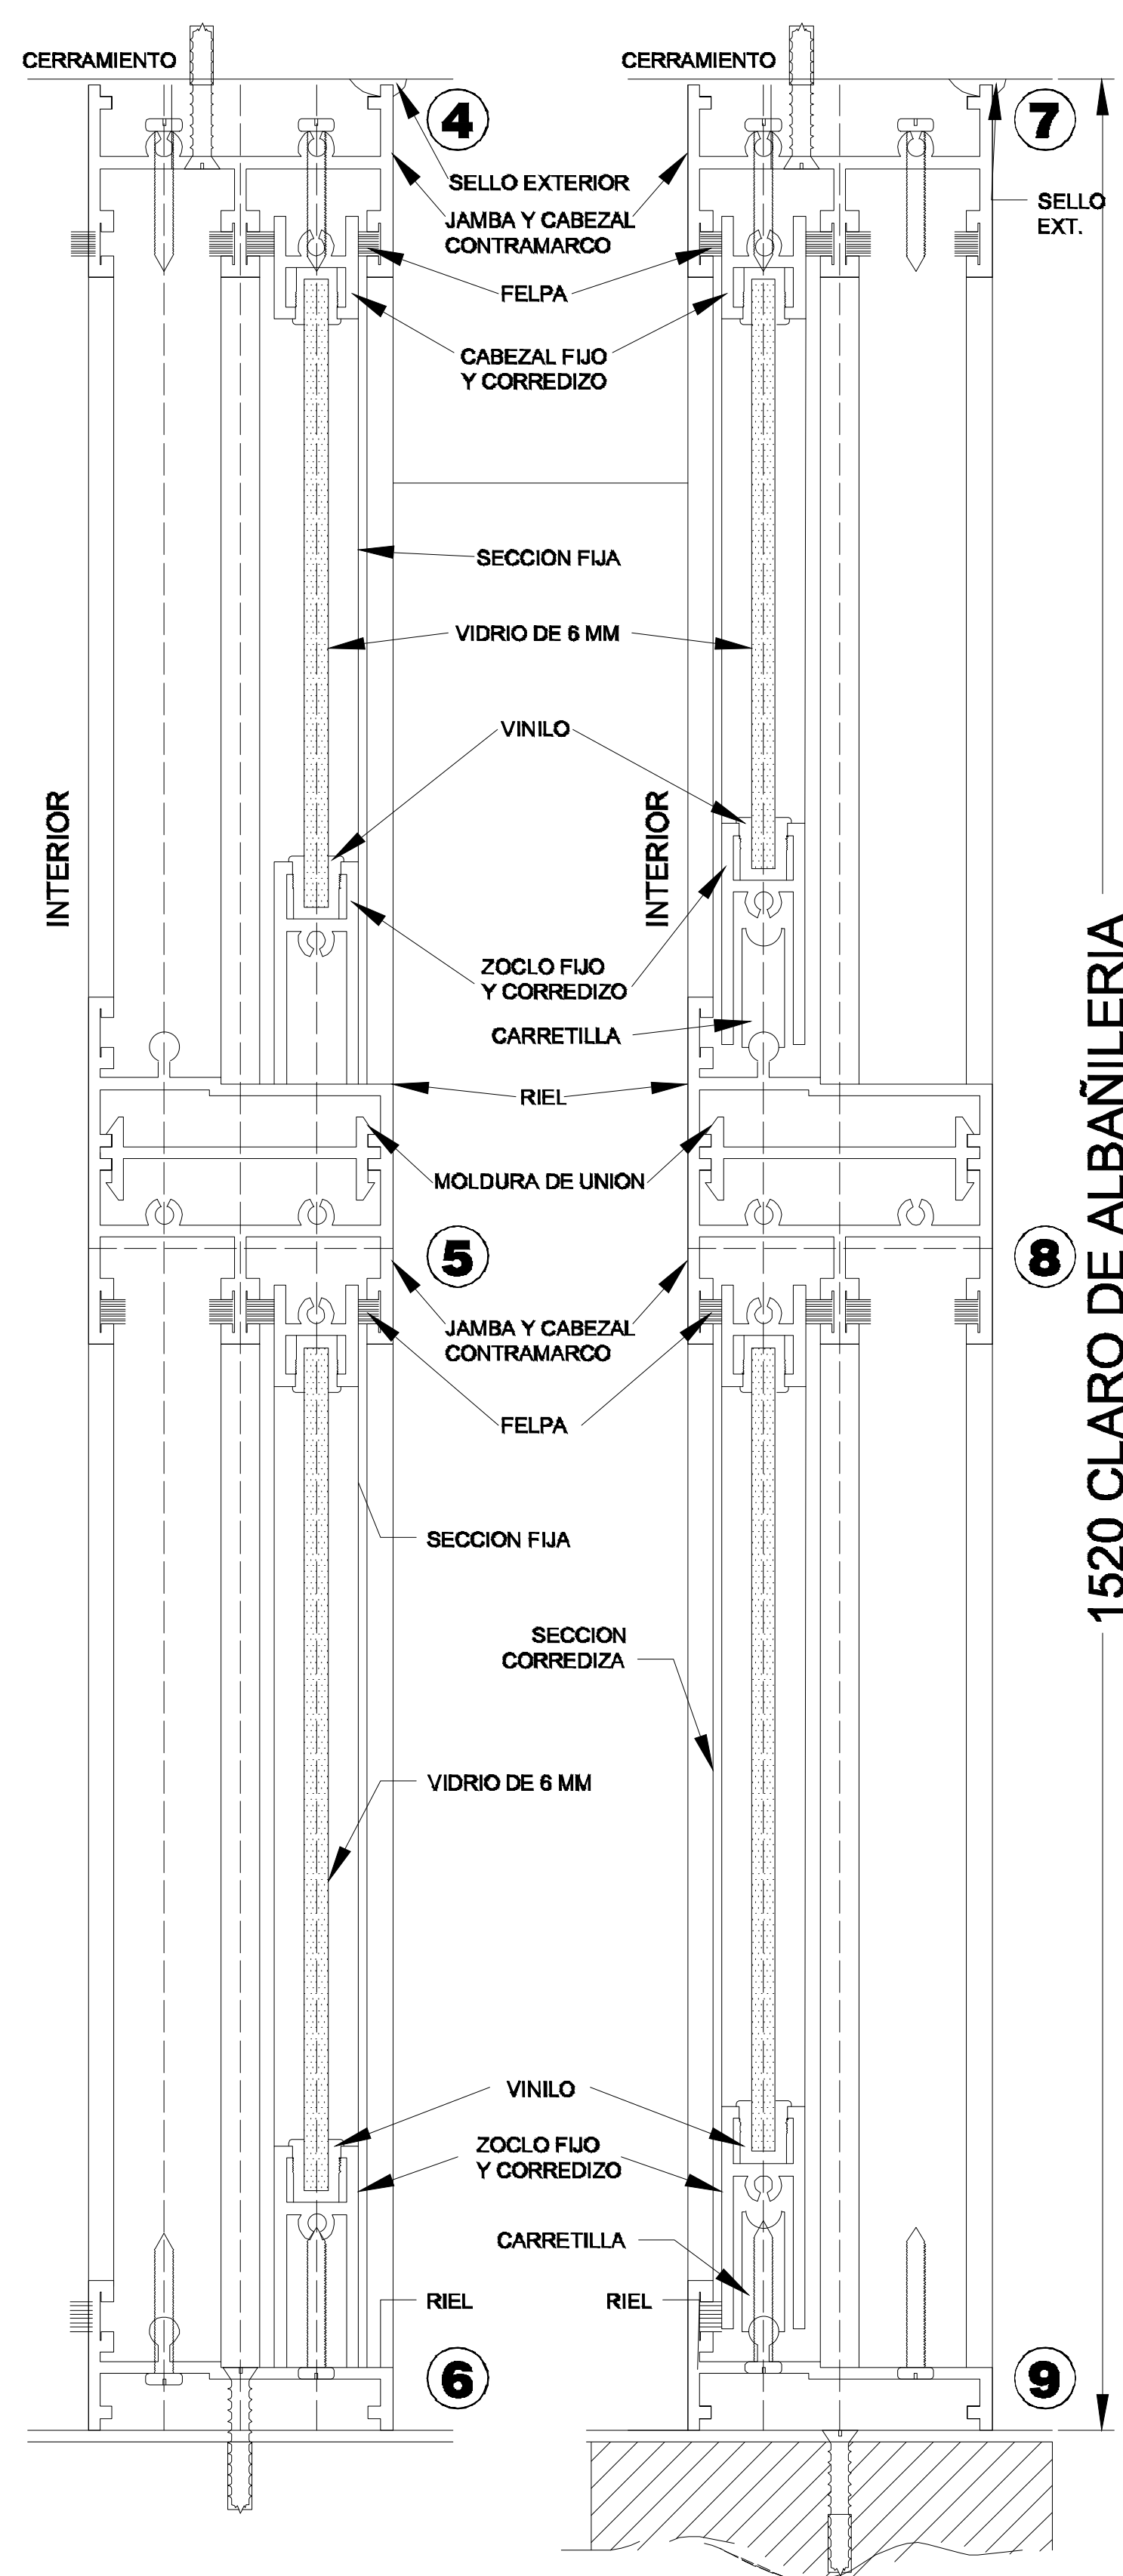 CERRAMIENTO
CERRAMIENTO
4
7
SELLO EXTERIOR
SELLO
EXT.
JAMBA Y CABEZAL
CONTRAMARCO
FELPA
CABEZAL FIJO
Y CORREDIZO
SECCION FIJA
VIDRIO DE 6 MM
VINILO
INTERIOR
INTERIOR
ZOCLO FIJO
Y CORREDIZO
CARRETILLA
RIEL
MOLDURA DE UNION
5
8
JAMBA Y CABEZAL
CONTRAMARCO
FELPA
1520 CLARO DE ALBAÑILERIA
SECCION FIJA
SECCION
CORREDIZA
VIDRIO DE 6 MM
VINILO
ZOCLO FIJO
Y CORREDIZO
CARRETILLA
RIEL
RIEL
6
9